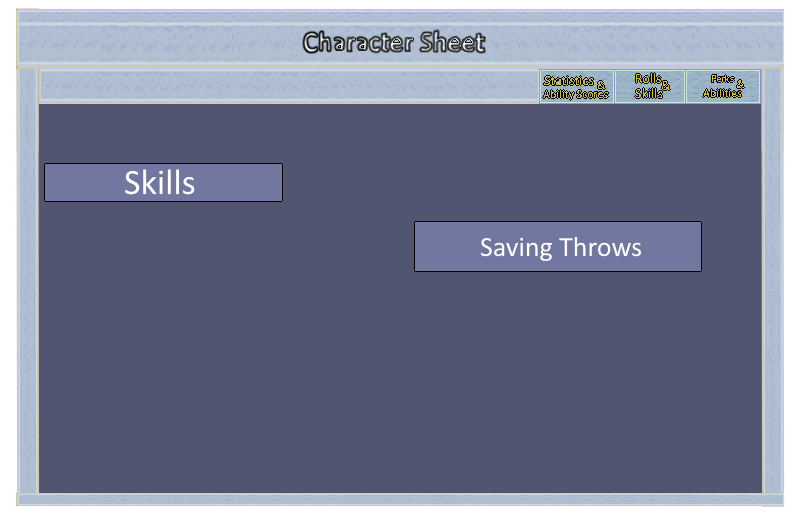 Character Sheet
Statistics &
Ability Scores
Rolls &
Skills
Perks &
Abilities
Skills
Saving Throws